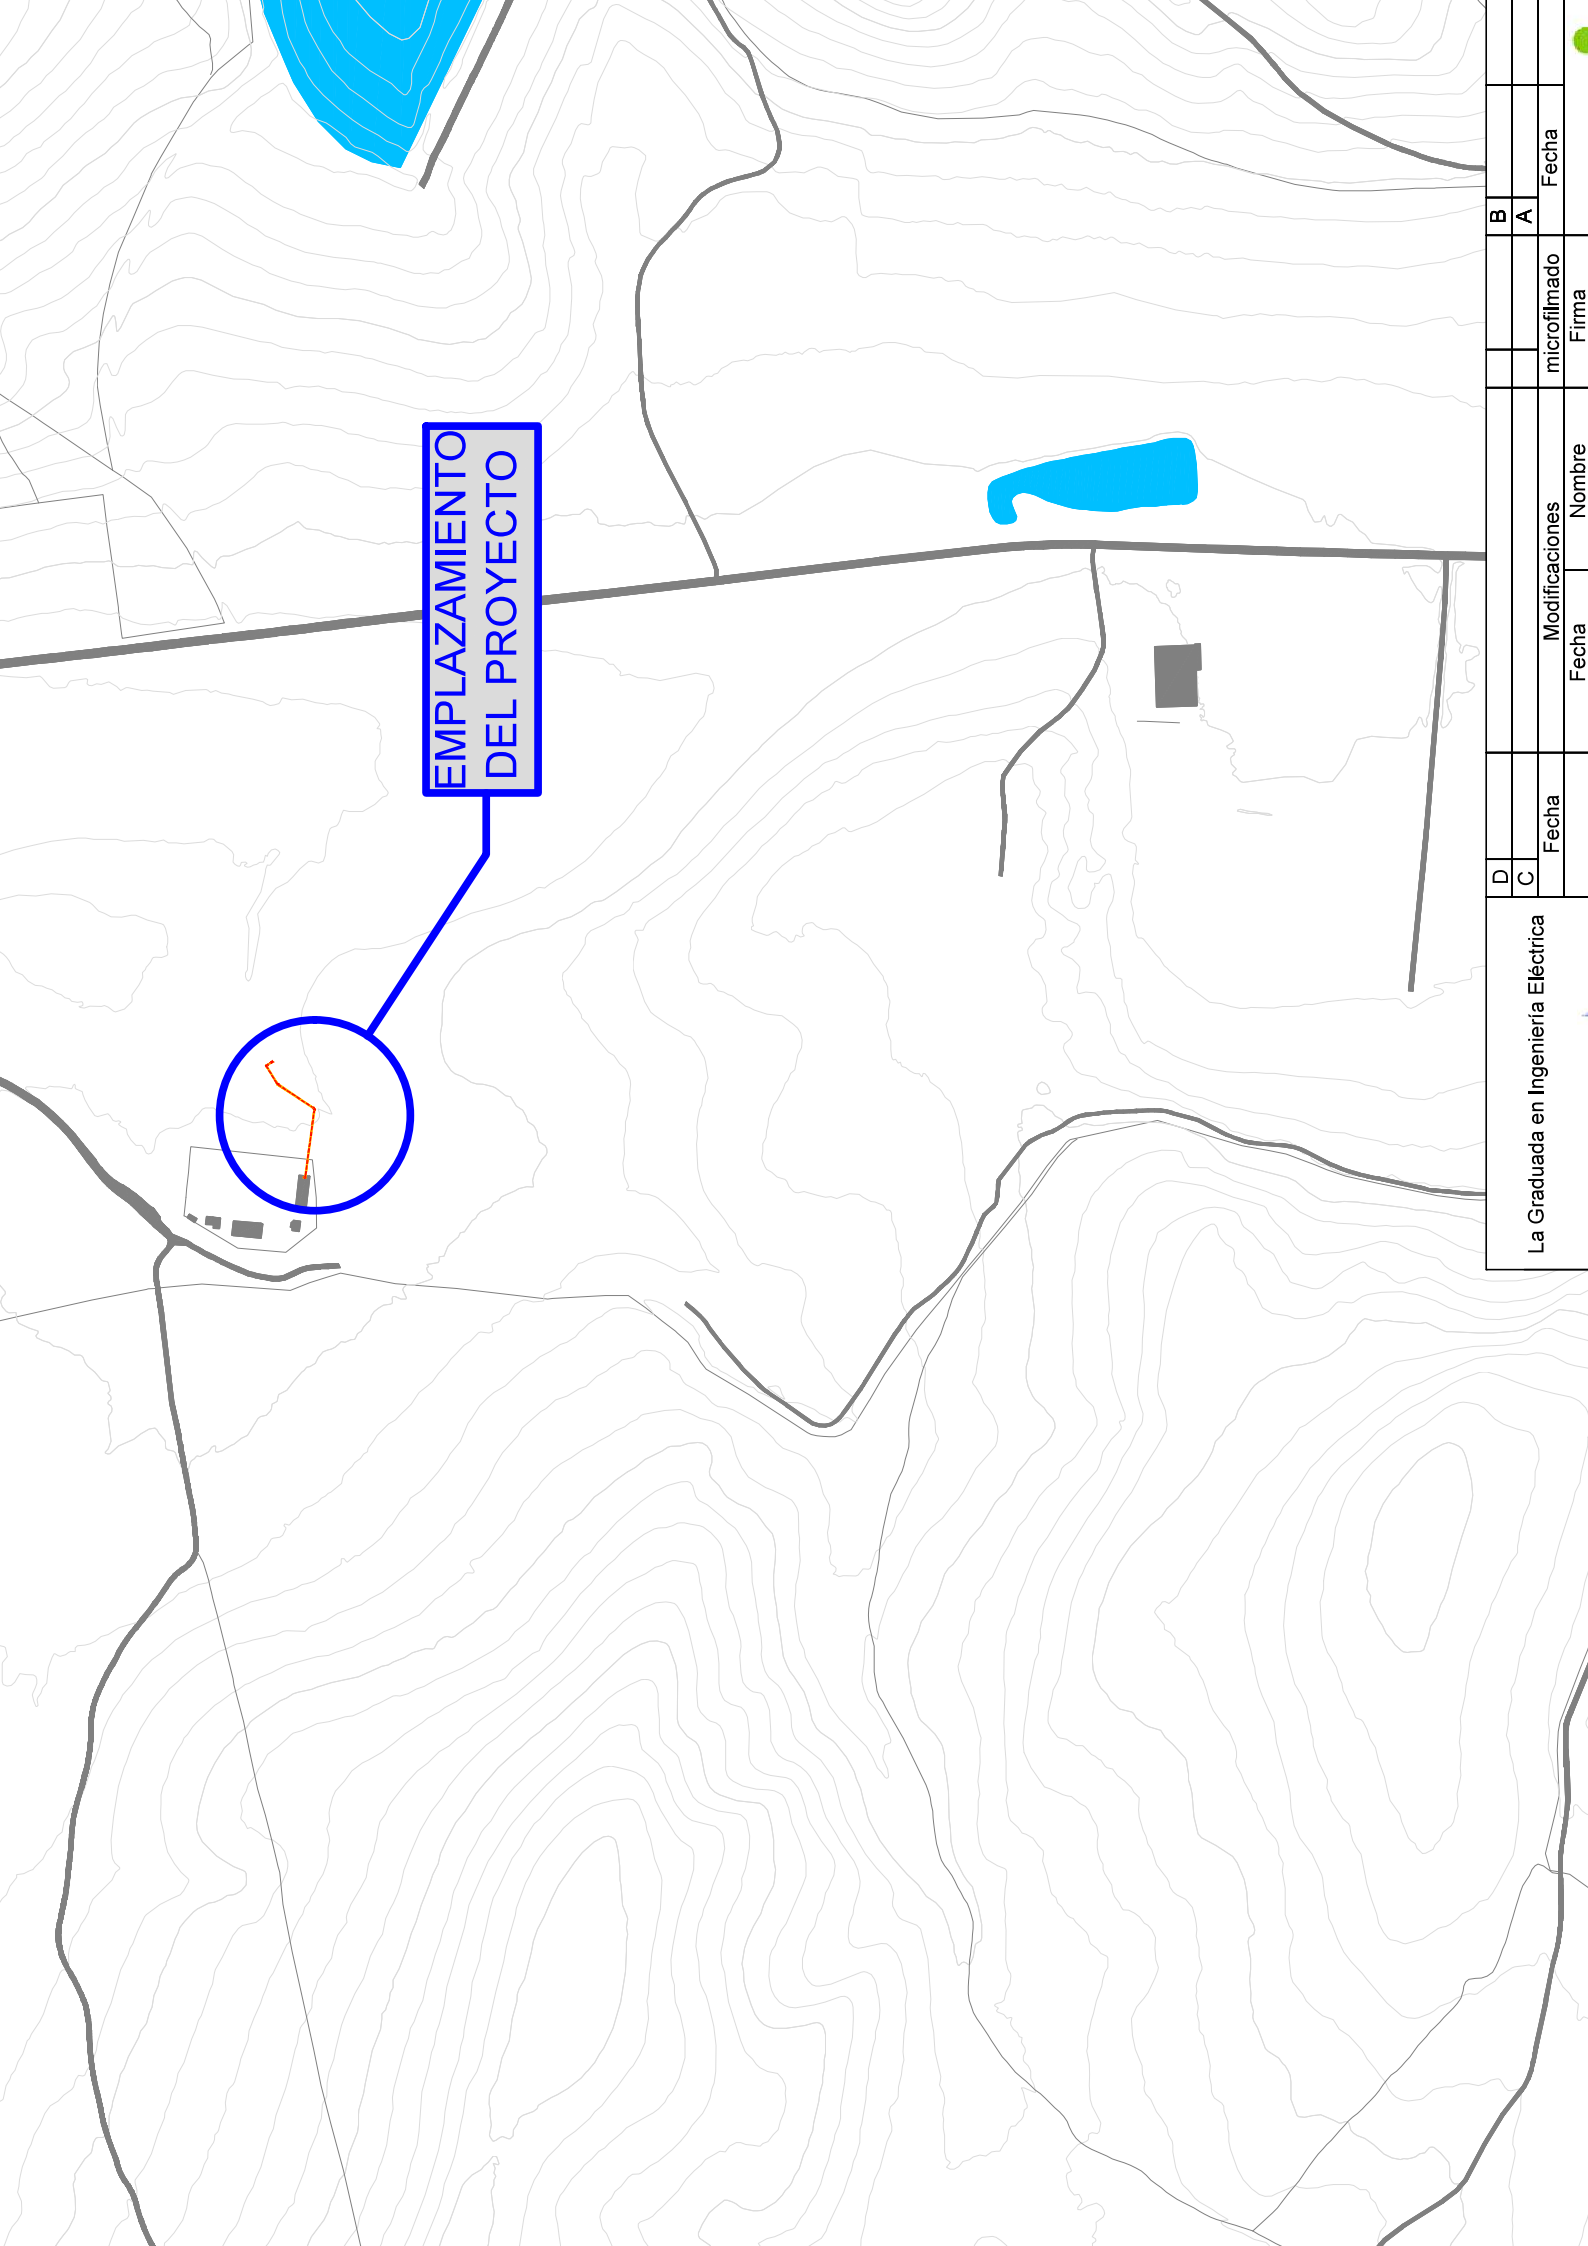 EMPLAZAMIENTO
DEL PROYECTO
La Graduada en Ingeniería Eléctrica
D
B
C
A
Fecha
Modificaciones
microfilmado
Fecha
Fecha
Nombre
Firma